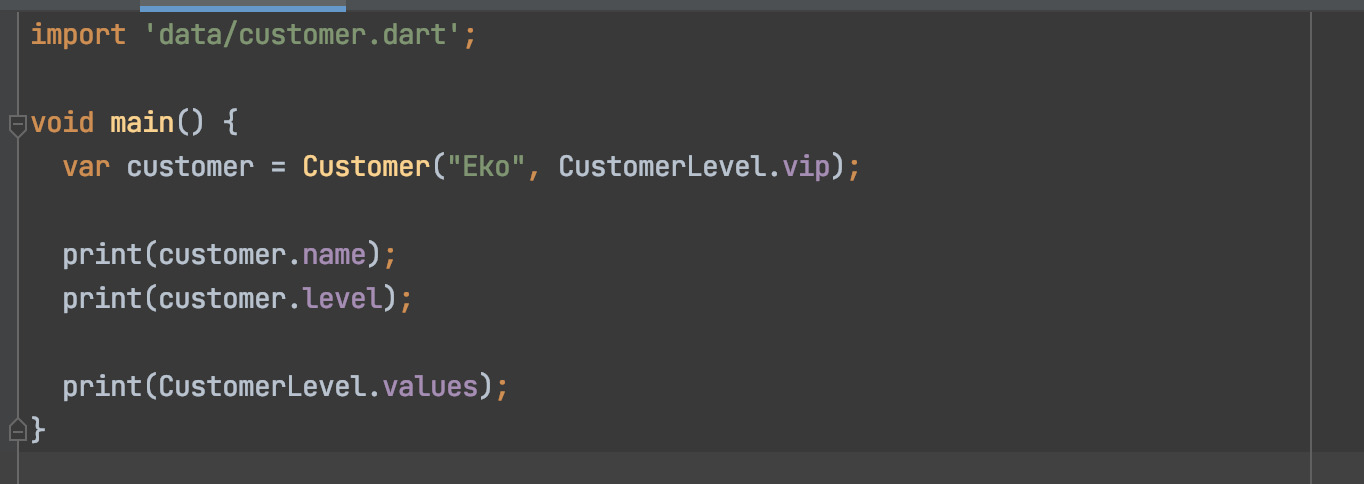 import 'data/customer.dart';
void main() {
  var customer = Customer("Eko", CustomerLevel.vip);
  print(customer.name);
  print(customer.level);
  print(CustomerLevel.values);
}